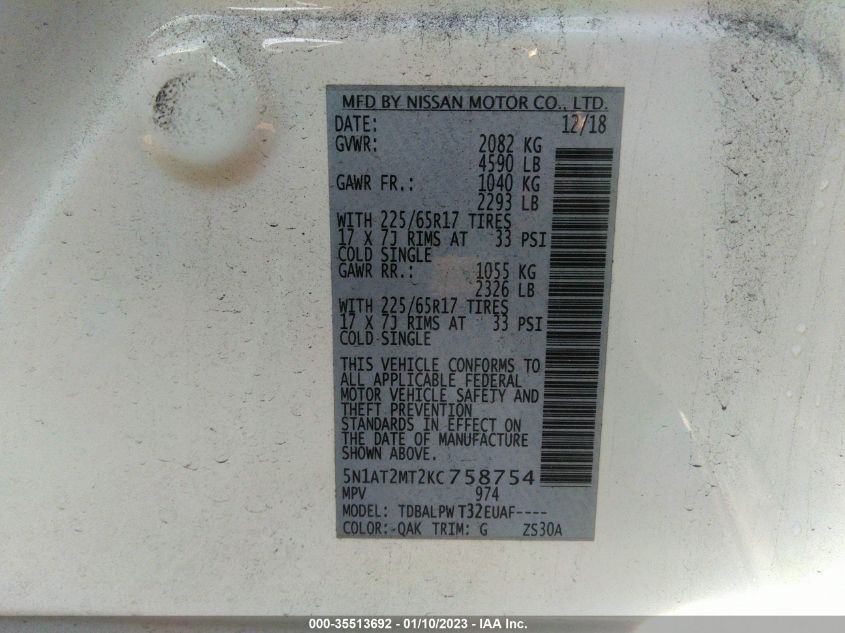 MFD BY NISSAN MOTOR CO., LTD.
DATE: 12/18
GVWR: 2082 KG
4590 LB
GAWR FR.: 1040 KG
2293 LB
WITH 225/65R17 TIRES
17 X 7J RIMS AT 33 PSI
COLD SINGLE
GAWR RR.: 1055 KG
2326 LB
WITH 225/65R17 TIRES
17 X 7J RIMS AT 33 PSI
COLD SINGLE
THIS VEHICLE CONFORMS TO
ALL APPLICABLE FEDERAL
MOTOR VEHICLE SAFETY AND
THEFT PREVENTION
STANDARDS IN EFFECT ON
THE DATE OF MANUFACTURE
SHOWN ABOVE.
5N1AT2MT2KC758754
MPV 974
MODEL: TDBALPW T32EUAF----
COLOR: QAK TRIM: G ZS30A
000-35513692 - 01/10/2023 - IAA Inc.